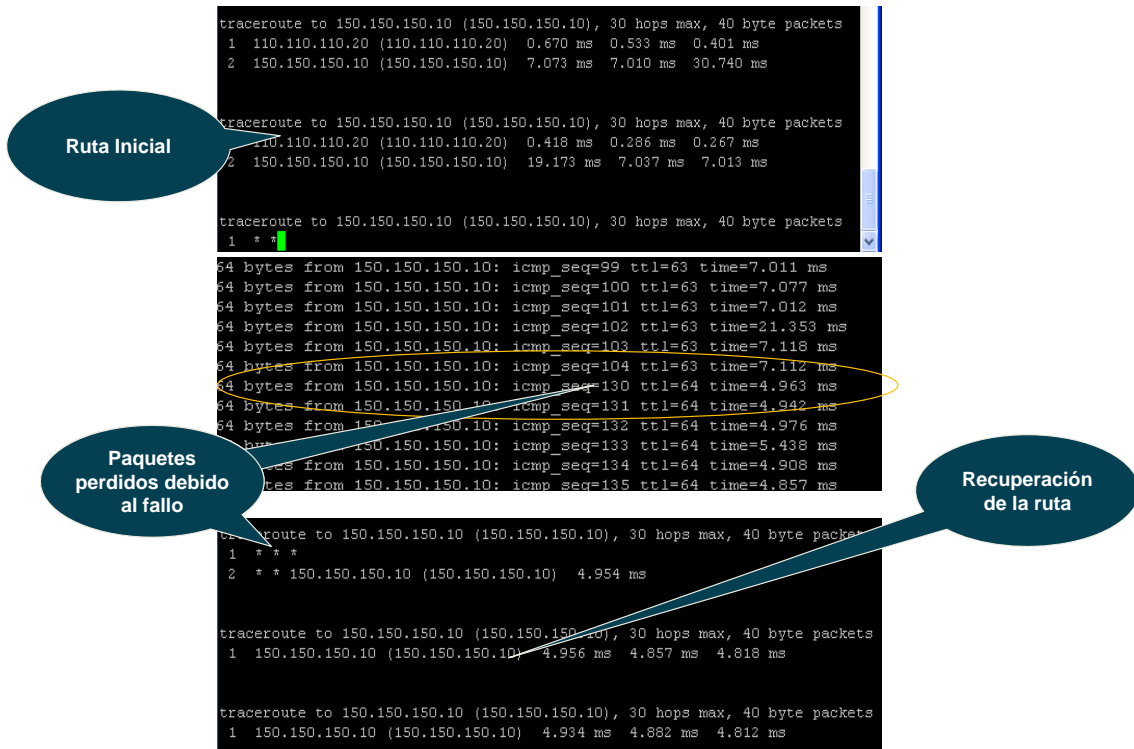 traceroute to 150.150.150.10 (150.150.150.10), 30 hops max, 40 byte packets
1 110.110.110.20 (110.110.110.20) 0.670 ms 0.533 ms 0.401 ms
2 150.150.150.10 (150.150.150.10) 7.073 ms 7.010 ms 30.740 ms
Ruta Inicial
traceroute to 150.150.150.10 (150.150.150.10), 30 hops max, 40 byte packets
110.110.110.20 (110.110.110.20) 0.418 ms 0.286 ms 0.267 ms
2 150.150.150.10 (150.150.150.10) 19.173 ms 7.037 ms 7.013 ms
traceroute to 150.150.150.10 (150.150.150.10), 30 hops max, 40 byte packets
1 * *
64 bytes from 150.150.150.10: icmp_seq=99 ttl=63 time=7.011 ms
64 bytes from 150.150.150.10: icmp_seq=100 ttl=63 time=7.077 ms
64 bytes from 150.150.150.10: icmp_seq=101 ttl=63 time=7.012 ms
64 bytes from 150.150.150.10: icmp_seq=102 ttl=63 time=21.353 ms
64 bytes from 150.150.150.10: icmp_seq=103 ttl=63 time=7.118 ms
64 bytes from 150.150.150.10: icmp_seq=104 ttl=63 time=7.112 ms
64 bytes from 150.150.150.10: icmp_seq=130 ttl=64 time=4.963 ms
64 bytes from 150.150.150.10: icmp_seq=131 ttl=64 time=4.942 ms
64 bytes from 150.150.150.10: icmp_seq=132 ttl=64 time=4.976 ms
bytes from 150.150.150.10: icmp_seq=133 ttl=64 time=5.438 ms
from 150.150.150.10: icmp_seq=134 ttl=64 time=4.908 ms
from 150.150.150.10: icmp_seq=135 ttl=64 time=4.857 ms
Paquetes
perdidos debido
al fallo
Recuperación
de la ruta
traceroute to 150.150.150.10 (150.150.150.10), 30 hops max, 40 byte packets
1 * * *
2 * * 150.150.150.10 (150.150.150.10) 4.954 ms
traceroute to 150.150.150.10 (150.150.150.10), 30 hops max, 40 byte packets
1 150.150.150.10 (150.150.150.10) 4.956 ms 4.857 ms 4.818 ms
traceroute to 150.150.150.10 (150.150.150.10), 30 hops max, 40 byte packets
1 150.150.150.10 (150.150.150.10) 4.934 ms 4.882 ms 4.812 ms